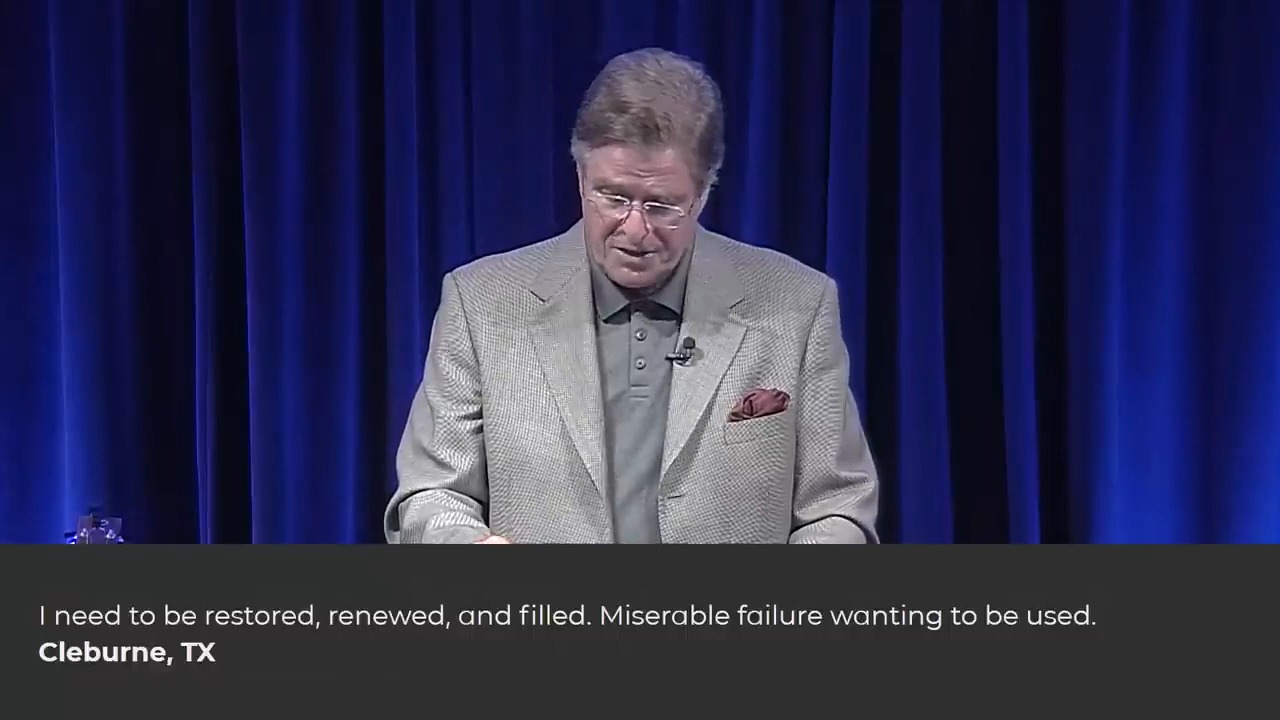 I need to be restored, renewed, and filled. Miserable failure wanting to be used.
Cleburne, TX